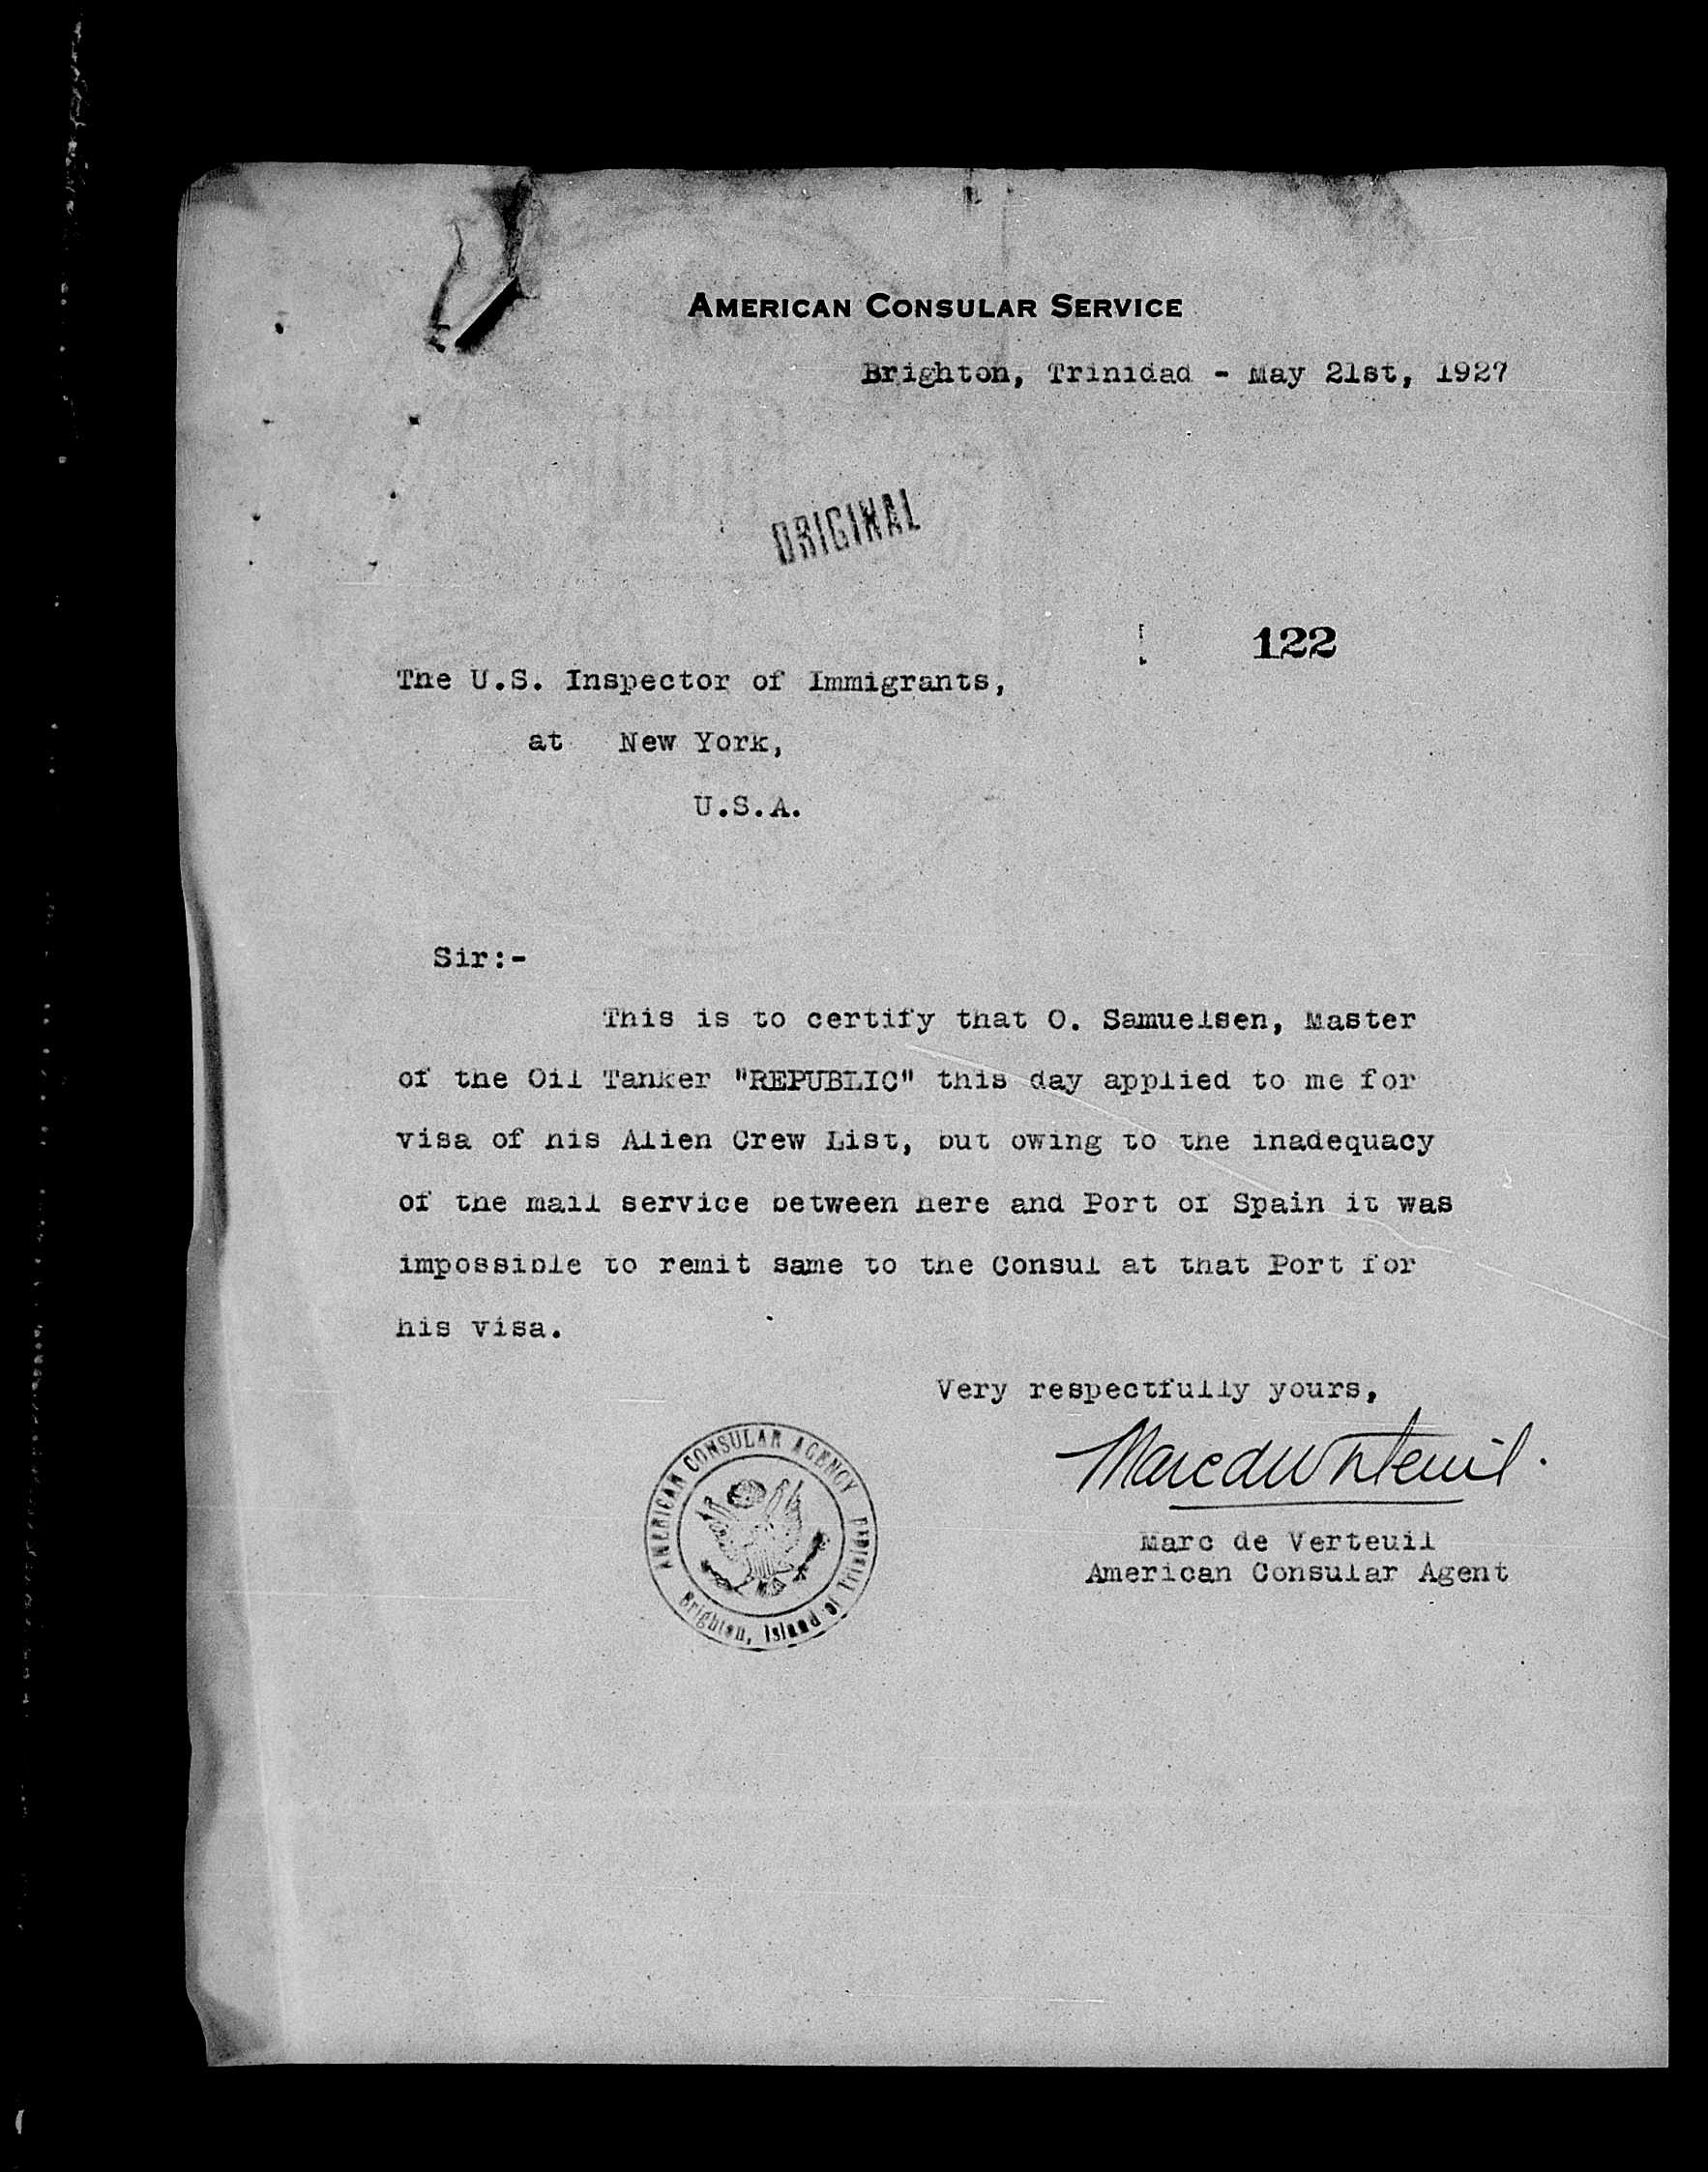 AMERICAN CONSULAR SERVICE
Brighton, Trinidad - May 21st, 1927
ORIGINAL
122
The U.S. Inspector of Immigrants,
at New York,
U.S.A.
Sir:-
This is to certify that O. Samuelsen, Master
of the Oil Tanker "REPUBLIC" this day applied to me for
visa of his Alien Crew List, but owing to the inadequacy
of the mail service between here and Port of Spain it was
impossible to remit same to the Consul at that Port for
his visa.
Very respectfully yours,
Marc de Verteuil.
Marc de Verteuil
American Consular Agent
AMERICAN CONSULAR AGENCY
Brighton, Island of Trinidad